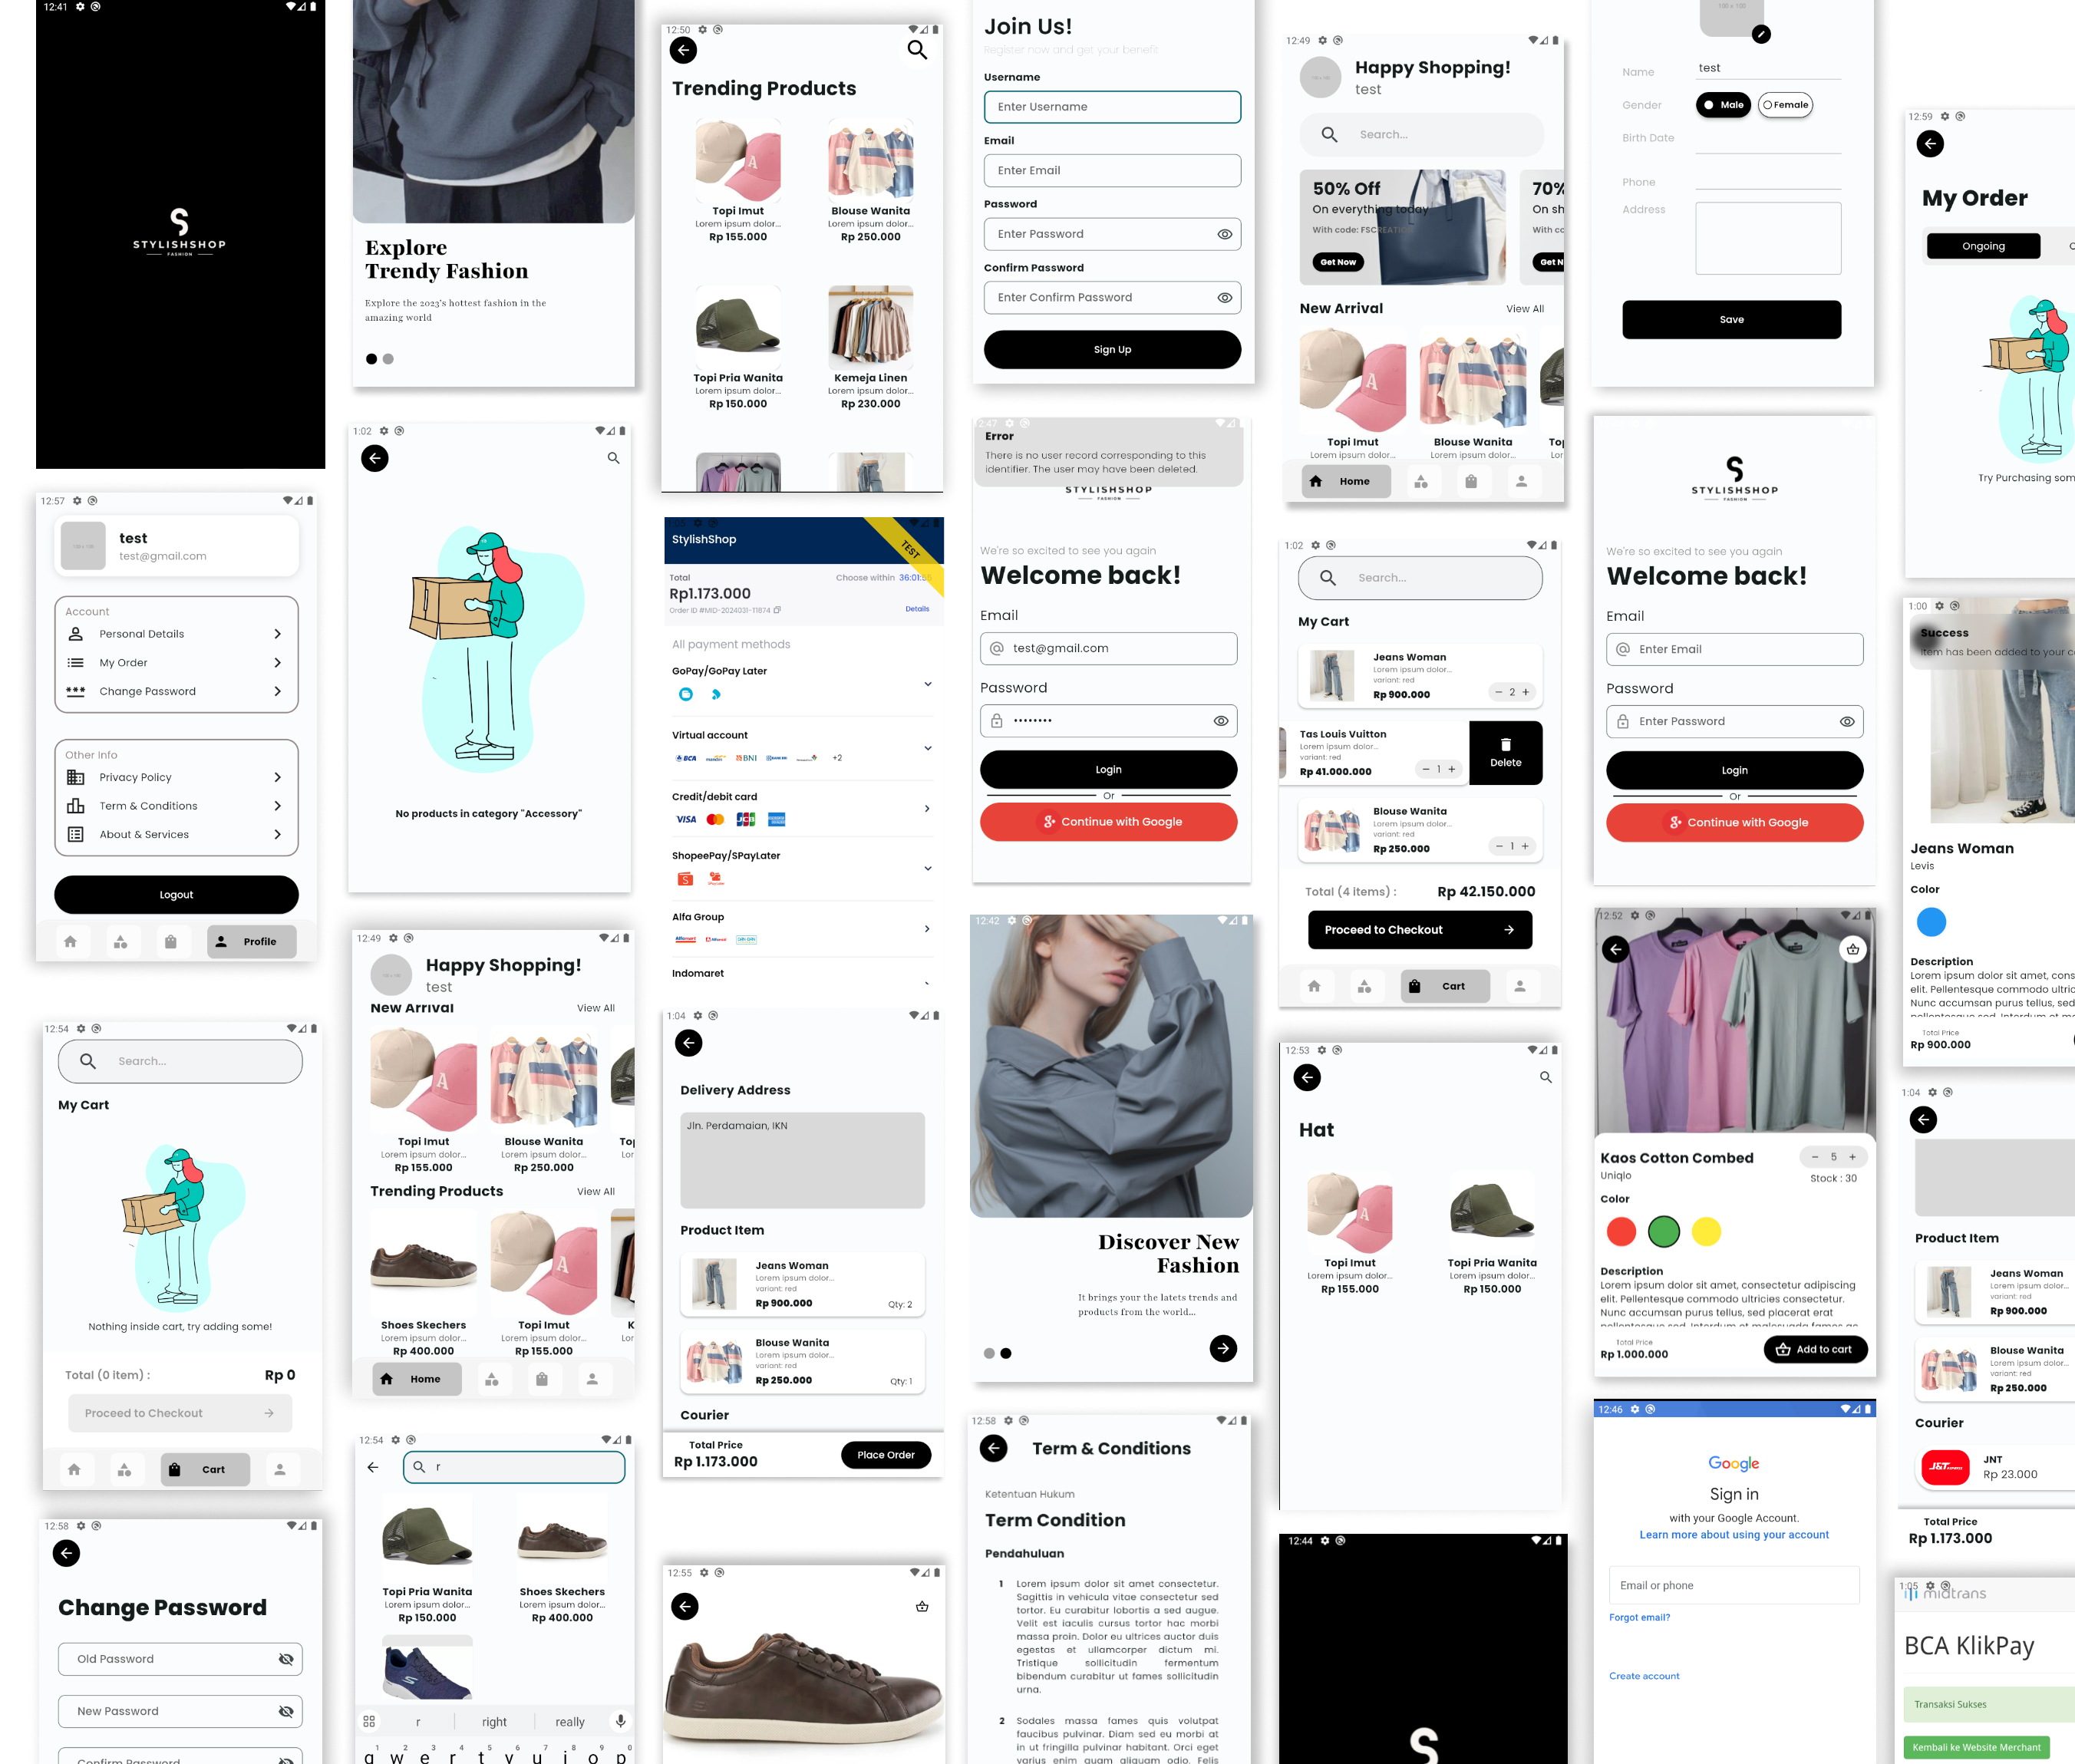 12:41
STYLISHSHOP
FASHION
12:57
test
test@gmail.com
Account
Personal Details
My Order
Change Password
Other Info
Privacy Policy
Term & Conditions
About & Services
Logout
Profile
12:54
Search...
My Cart
Nothing inside cart, try adding some!
Total (0 item) :
Rp 0
Proceed to Checkout
Cart
12:58
Change Password
Old Password
New Password
Explore
Trendy Fashion
Explore the 2023's hottest fashion in the
amazing world
1:02
No products in category "Accessory"
12:49
Happy Shopping!
test
New Arrival
View All
Topi Imut
Lorem ipsum dolor...
Rp 155.000
Blouse Wanita
Lorem ipsum dolor...
Rp 250.000
Trending Products
View All
Shoes Skechers
Lorem ipsum dolor...
Rp 400.000
Topi Imut
Lorem ipsum dolor...
Rp 155.000
Home
12:54
r
Topi Pria Wanita
Lorem ipsum dolor...
Rp 150.000
Shoes Skechers
Lorem ipsum dolor...
Rp 400.000
r
right
really
1 2 3 4 5 6 7 8 9 0
q w e r t y u i o p
12:50
Trending Products
Topi Imut
Lorem ipsum dolor...
Rp 155.000
Blouse Wanita
Lorem ipsum dolor...
Rp 250.000
Topi Pria Wanita
Lorem ipsum dolor...
Rp 150.000
Kemeja Linen
Lorem ipsum dolor...
Rp 230.000
1:05
StylishShop
TEST
Total
Choose within
Rp1.173.000
Order ID #MID-2024031-11874
Details
All payment methods
GoPay/GoPay Later
Virtual account
BCA
BNI
+2
Credit/debit card
VISA
JCB
ShopeePay/SPayLater
Alfa Group
Indomaret
1:04
Delivery Address
Jln. Perdamaian, IKN
Product Item
Jeans Woman
Lorem ipsum dolor...
variant: red
Rp 900.000
Qty: 2
Blouse Wanita
Lorem ipsum dolor...
variant: red
Rp 250.000
Qty: 1
Courier
Total Price
Rp 1.173.000
Place Order
12:55
Join Us!
Register now and get your benefit
Username
Enter Username
Email
Enter Email
Password
Enter Password
Confirm Password
Enter Confirm Password
Sign Up
12:47
Error
There is no user record corresponding to this
identifier. The user may have been deleted.
STYLISHSHOP
FASHION
We're so excited to see you again
Welcome back!
Email
test@gmail.com
Password
Login
Or
Continue with Google
12:42
Discover New
Fashion
It brings your the latets trends and
products from the world...
12:58
Term & Conditions
Ketentuan Hukum
Term Condition
Pendahuluan
1 Lorem ipsum dolor sit amet consectetur.
Sagittis in vehicula vitae consectetur sed
tortor. Eu curabitur lobortis a sed augue.
Velit est iaculis cursus tortor hac morbi
massa proin. Dolor eu ultrices auctor duis
egestas et ullamcorper dictum mi.
Tristique sollicitudin fermentum
bibendum curabitur ut fames sollicitudin
urna.
2 Sodales massa fames quis volutpat
faucibus pulvinar. Diam sed eu morbi at
in ut fringilla pulvinar habitant. Orci eget
varius enim quam aliquam odio. Felis
12:49
Happy Shopping!
test
Search...
50% Off
On everything today
With code: FSCREATION
Get Now
70%
On sh
With co
Get N
New Arrival
View All
Topi Imut
Lorem ipsum dolor...
Blouse Wanita
Lorem ipsum dolor...
Home
1:02
Search...
My Cart
Jeans Woman
Lorem ipsum dolor...
variant: red
Rp 900.000
2
Tas Louis Vuitton
Lorem ipsum dolor...
variant: red
Rp 41.000.000
1
Delete
Blouse Wanita
Lorem ipsum dolor...
variant: red
Rp 250.000
1
Total (4 items) :
Rp 42.150.000
Proceed to Checkout
Cart
12:53
Hat
Topi Imut
Lorem ipsum dolor...
Rp 155.000
Topi Pria Wanita
Lorem ipsum dolor...
Rp 150.000
12:44
Name
test
Gender
Male
Female
Birth Date
Phone
Address
Save
STYLISHSHOP
FASHION
We're so excited to see you again
Welcome back!
Email
Enter Email
Password
Enter Password
Login
Or
Continue with Google
12:52
Kaos Cotton Combed
Uniqlo
5
Stock : 30
Color
Description
Lorem ipsum dolor sit amet, consectetur adipiscing
elit. Pellentesque commodo ultricies consectetur.
Nunc accumsan purus tellus, sed placerat erat
Total Price
Rp 1.000.000
Add to cart
12:46
Google
Sign in
with your Google Account.
Learn more about using your account
Email or phone
Forgot email?
Create account
12:59
My Order
Ongoing
Try Purchasing som
1:00
Success
Item has been added to your c
Jeans Woman
Levis
Color
Description
Lorem ipsum dolor sit amet, cons
elit. Pellentesque commodo ultric
Nunc accumsan purus tellus, sed
Total Price
Rp 900.000
1:04
Product Item
Jeans Woman
Lorem ipsum dolor...
variant: red
Rp 900.000
Blouse Wanita
Lorem ipsum dolor...
variant: red
Rp 250.000
Courier
J&T EXPRESS
JNT
Rp 23.000
Total Price
Rp 1.173.000
1:05
midtrans
BCA KlikPay
Transaksi Sukses
Kembali ke Website Merchant